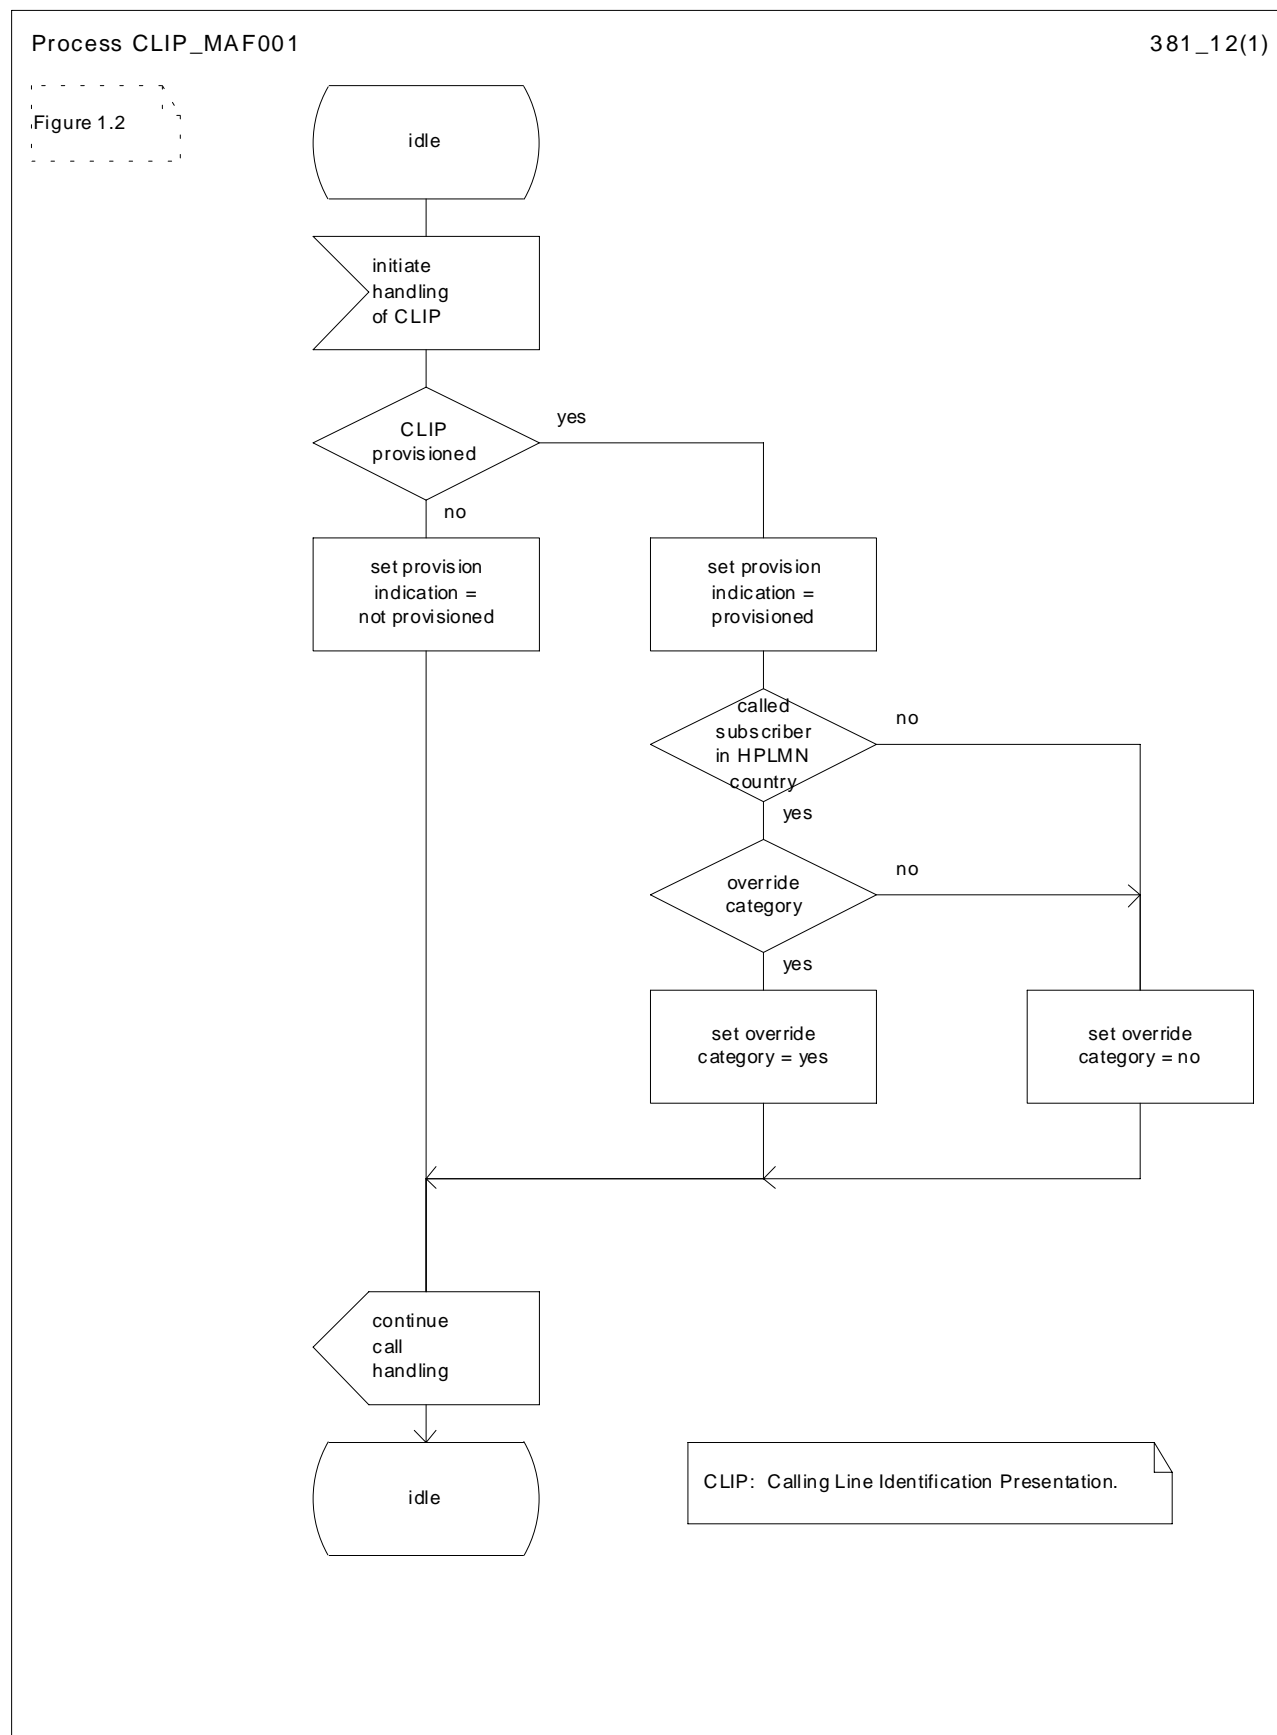 Process CLIP_MAF001
381_12(1)
Figure 1.2
idle
initiate
handling
of CLIP
CLIP
provisioned
yes
no
set provision
indication =
not provisioned
set provision
indication =
provisioned
called
subscriber
in HPLMN
country
no
yes
override
category
no
yes
set override
category = yes
set override
category = no
continue
call
handling
idle
CLIP: Calling Line Identification Presentation.